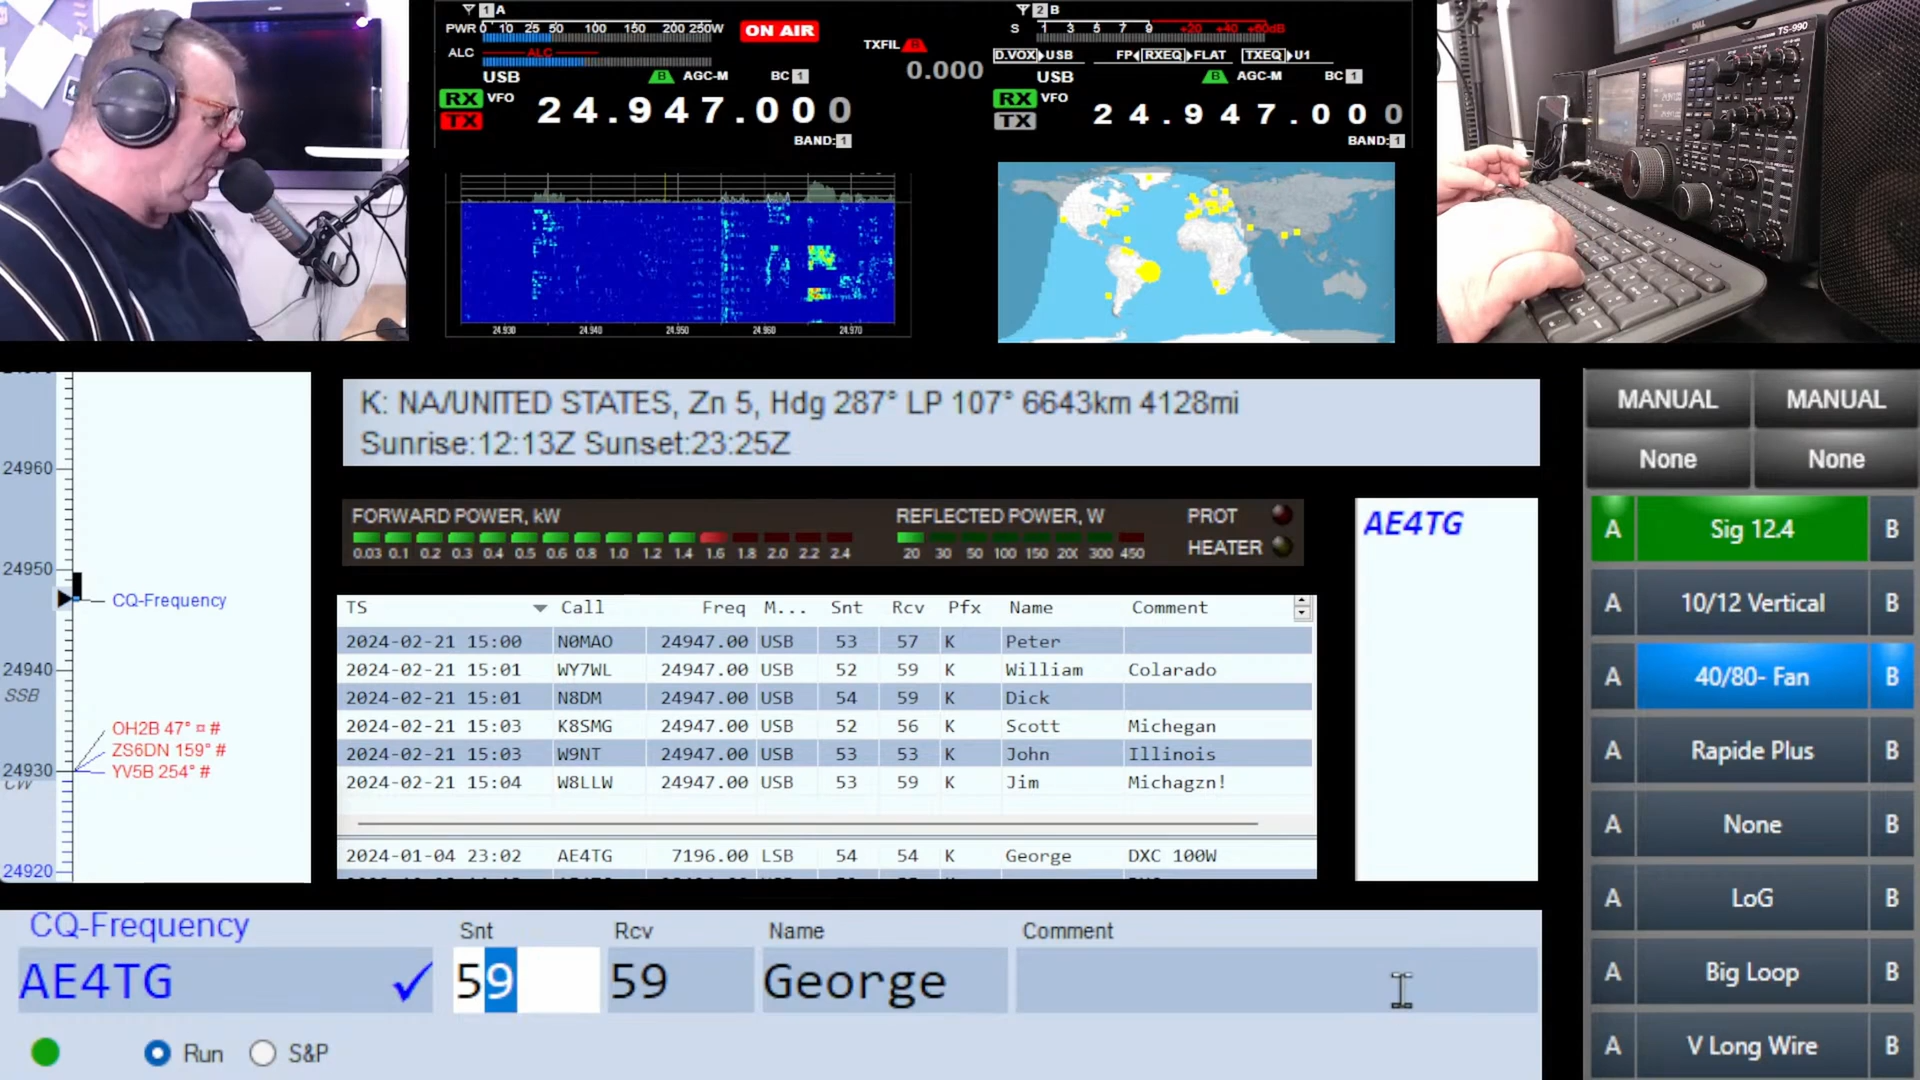 1 A
PWR 0 10 25 50 100 150 200 250W
ON AIR
ALC ALC
TXFIL B
0.000
USB B AGC-M BC 1
RX VFO 24.947.000
TX
BAND:1
2 B
S 1 3 5 7 9 +20 +40 +60dB
D.VOX USB FP RXEQ FLAT TXEQ U1
USB B AGC-M BC 1
RX VFO 24.947.000
TX
BAND:1
24.930 24.940 24.950 24.960 24.970
DELL
TS-990
24960
24950
CQ-Frequency
24940
SSB
OH2B 47° ¤ #
ZS6DN 159° #
24930 YV5B 254° #
CW
24920
K: NA/UNITED STATES, Zn 5, Hdg 287° LP 107° 6643km 4128mi
Sunrise:12:13Z Sunset:23:25Z
FORWARD POWER, kW
0.03 0.1 0.2 0.3 0.4 0.5 0.6 0.8 1.0 1.2 1.4 1.6 1.8 2.0 2.2 2.4
REFLECTED POWER, W
20 30 50 100 150 200 300 450
PROT
HEATER
AE4TG
TS Call Freq M... Snt Rcv Pfx Name Comment
2024-02-21 15:00 N0MAO 24947.00 USB 53 57 K Peter
2024-02-21 15:01 WY7WL 24947.00 USB 52 59 K William Colarado
2024-02-21 15:01 N8DM 24947.00 USB 54 59 K Dick
2024-02-21 15:03 K8SMG 24947.00 USB 52 56 K Scott Michegan
2024-02-21 15:03 W9NT 24947.00 USB 53 53 K John Illinois
2024-02-21 15:04 W8LLW 24947.00 USB 53 59 K Jim Michagzn!
2024-01-04 23:02 AE4TG 7196.00 LSB 54 54 K George DXC 100W
CQ-Frequency Snt Rcv Name Comment
AE4TG 59 59 George
Run S&P
MANUAL MANUAL
None None
A Sig 12.4 B
A 10/12 Vertical B
A 40/80- Fan B
A Rapide Plus B
A None B
A LoG B
A Big Loop B
A V Long Wire B